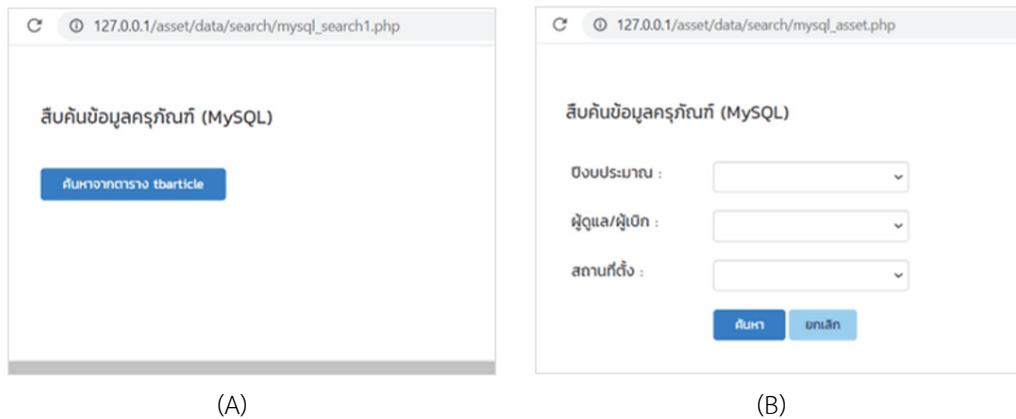 127.0.0.1/asset/data/search/mysql_search1.php
สืบค้นข้อมูลครุภัณฑ์ (MySQL)
ค้นหาจากตาราง tbarticle
(A)
127.0.0.1/asset/data/search/mysql_asset.php
สืบค้นข้อมูลครุภัณฑ์ (MySQL)
ปีงบประมาณ :
ผู้ดูแล/ผู้เบิก :
สถานที่ตั้ง :
ค้นหา ยกเลิก
(B)